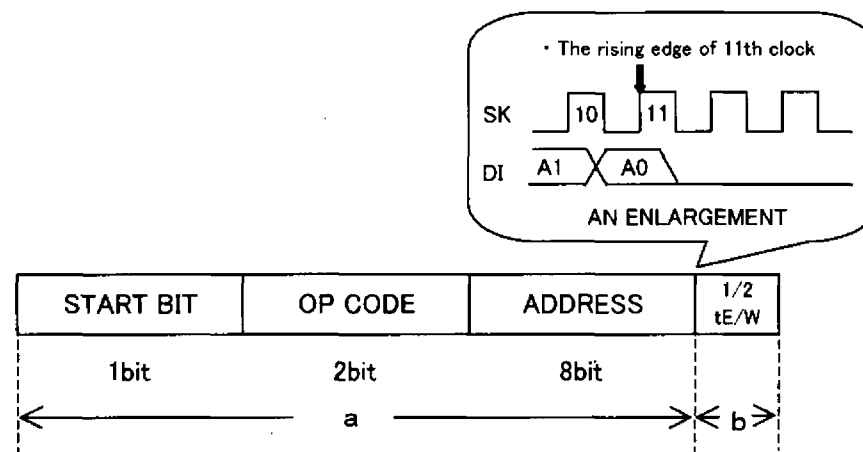 ・The rising edge of 11th clock
SK 10 11
DI A1 A0
AN ENLARGEMENT
START BIT OP CODE ADDRESS 1/2 tE/W
1bit 2bit 8bit
a b